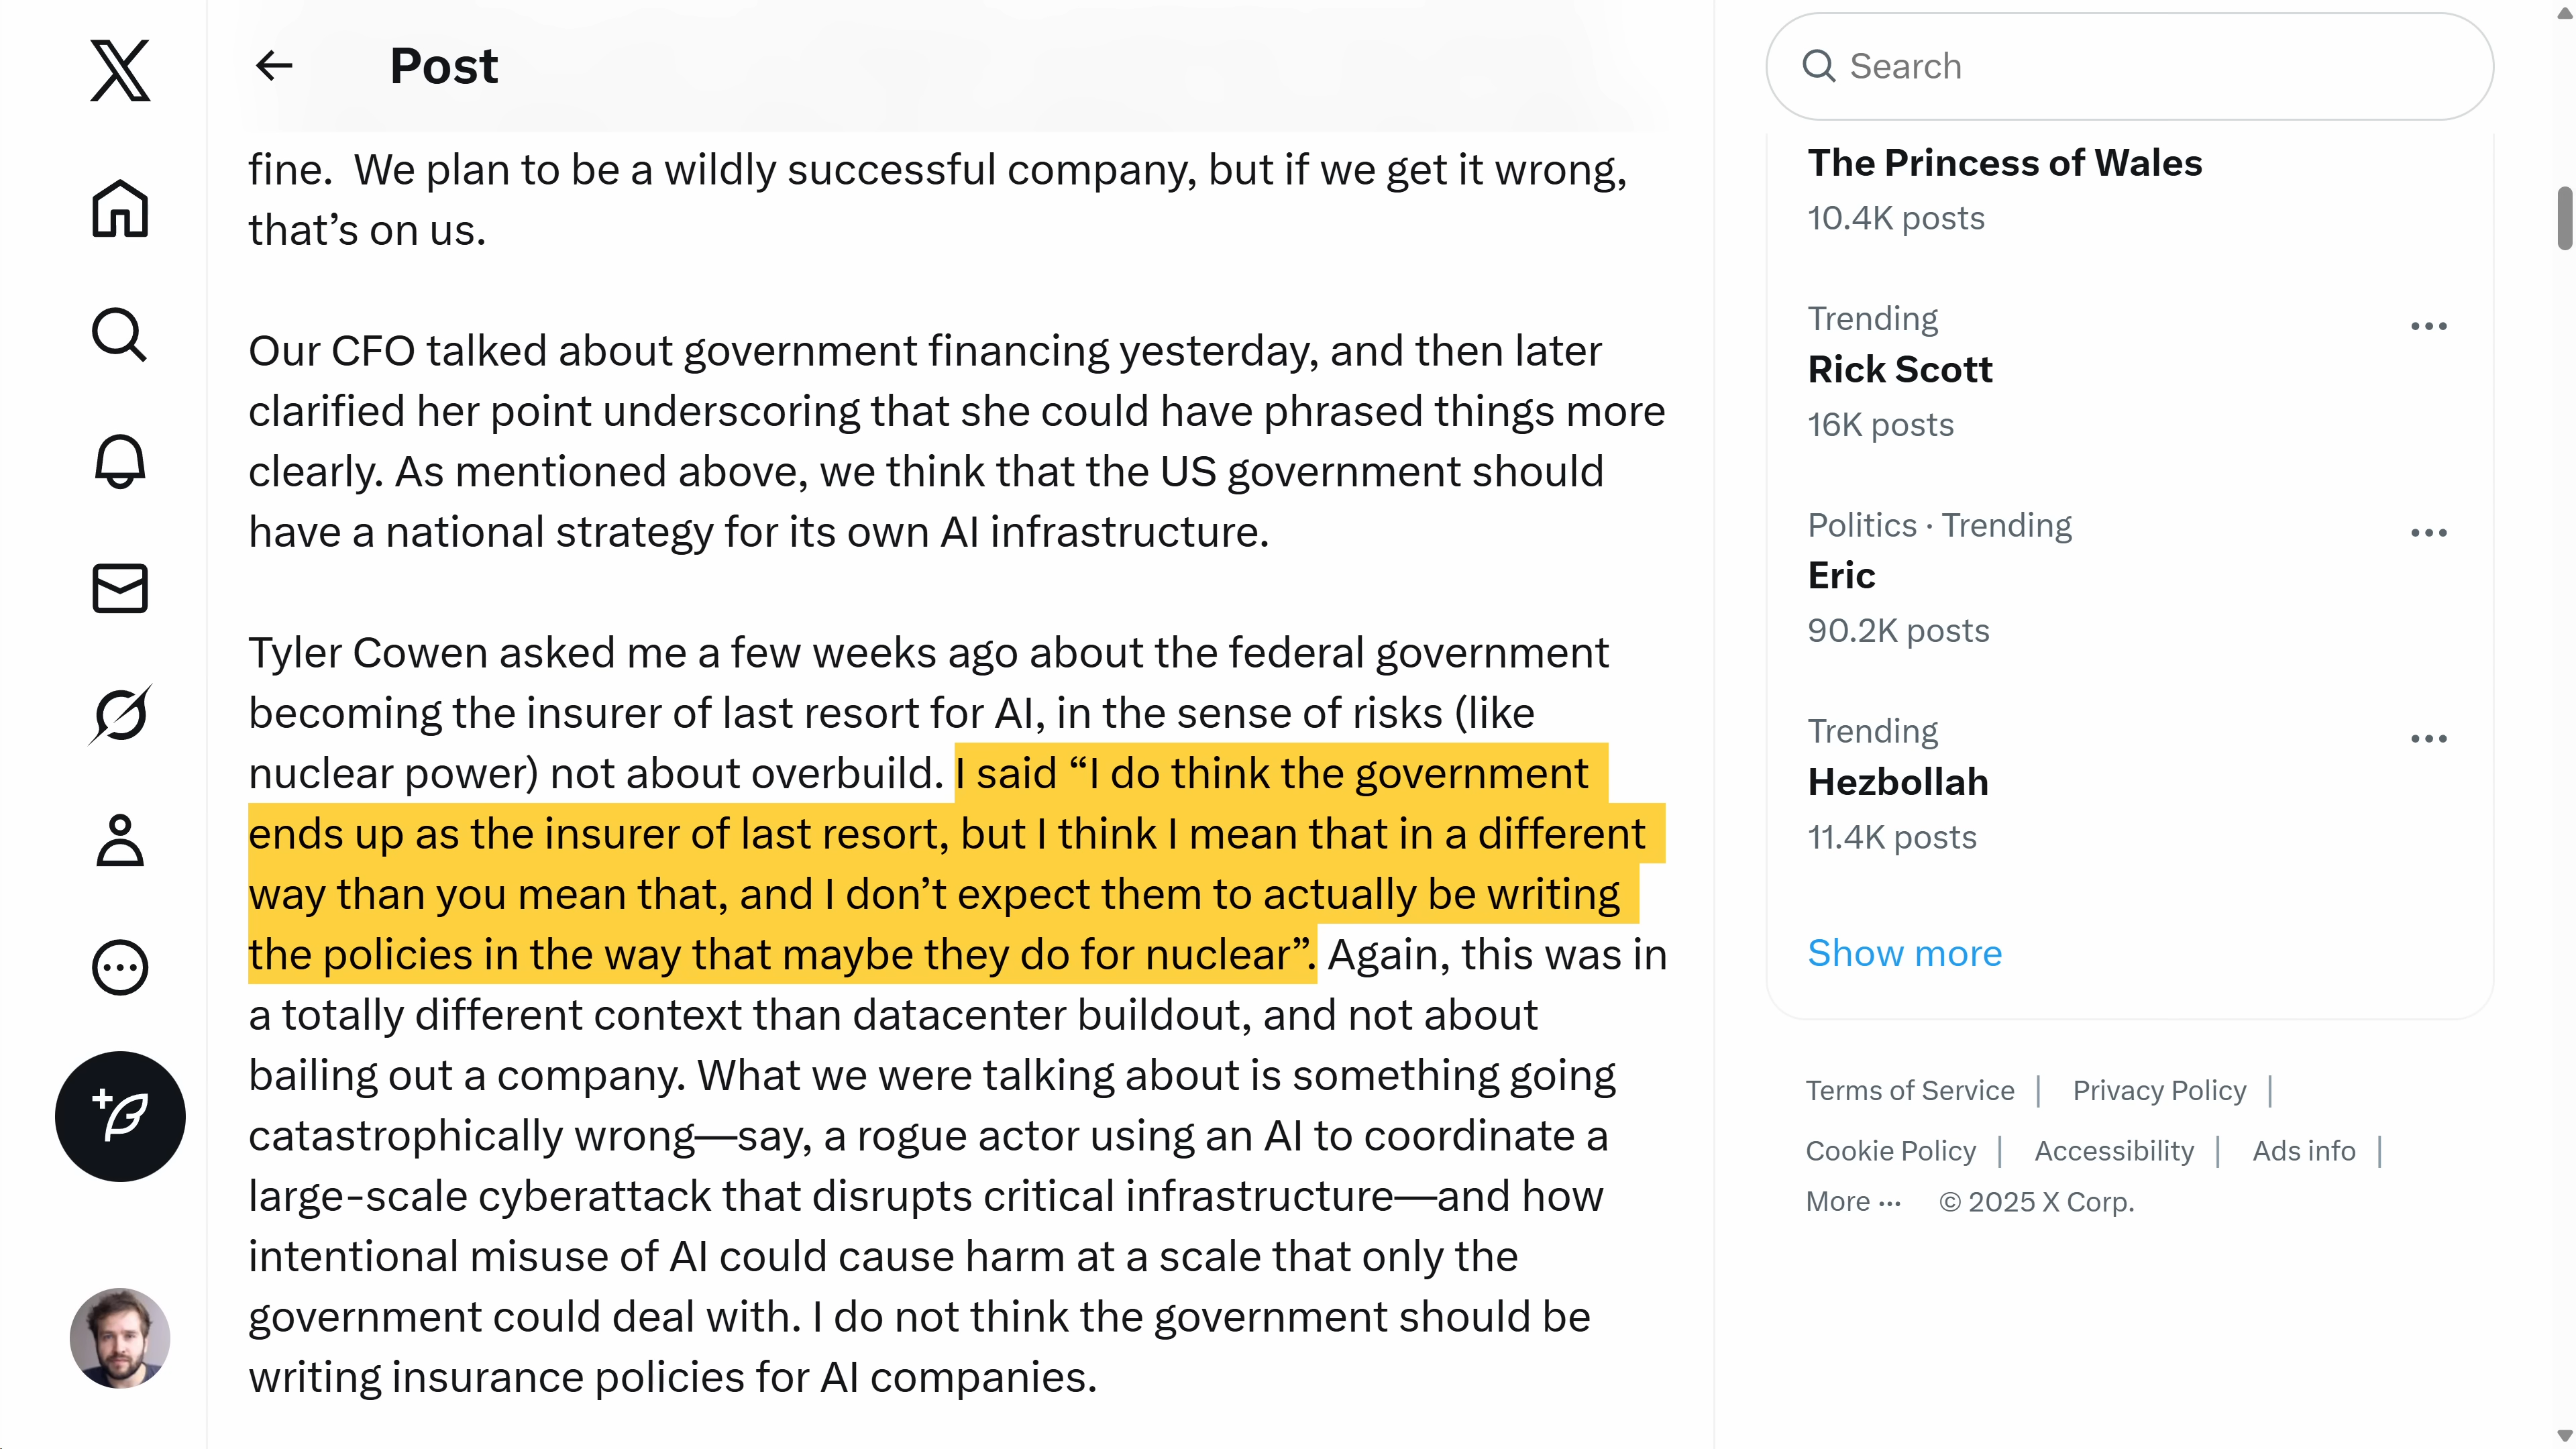 Post
fine.  We plan to be a wildly successful company, but if we get it wrong,
that’s on us.
Our CFO talked about government financing yesterday, and then later
clarified her point underscoring that she could have phrased things more
clearly. As mentioned above, we think that the US government should
have a national strategy for its own AI infrastructure.
Tyler Cowen asked me a few weeks ago about the federal government
becoming the insurer of last resort for AI, in the sense of risks (like
nuclear power) not about overbuild. I said “I do think the government
ends up as the insurer of last resort, but I think I mean that in a different
way than you mean that, and I don’t expect them to actually be writing
the policies in the way that maybe they do for nuclear”. Again, this was in
a totally different context than datacenter buildout, and not about
bailing out a company. What we were talking about is something going
catastrophically wrong—say, a rogue actor using an AI to coordinate a
large-scale cyberattack that disrupts critical infrastructure—and how
intentional misuse of AI could cause harm at a scale that only the
government could deal with. I do not think the government should be
writing insurance policies for AI companies.
Search
The Princess of Wales
10.4K posts
Trending
Rick Scott
16K posts
Politics · Trending
Eric
90.2K posts
Trending
Hezbollah
11.4K posts
Show more
Terms of Service | Privacy Policy |
Cookie Policy | Accessibility | Ads info |
More ··· © 2025 X Corp.